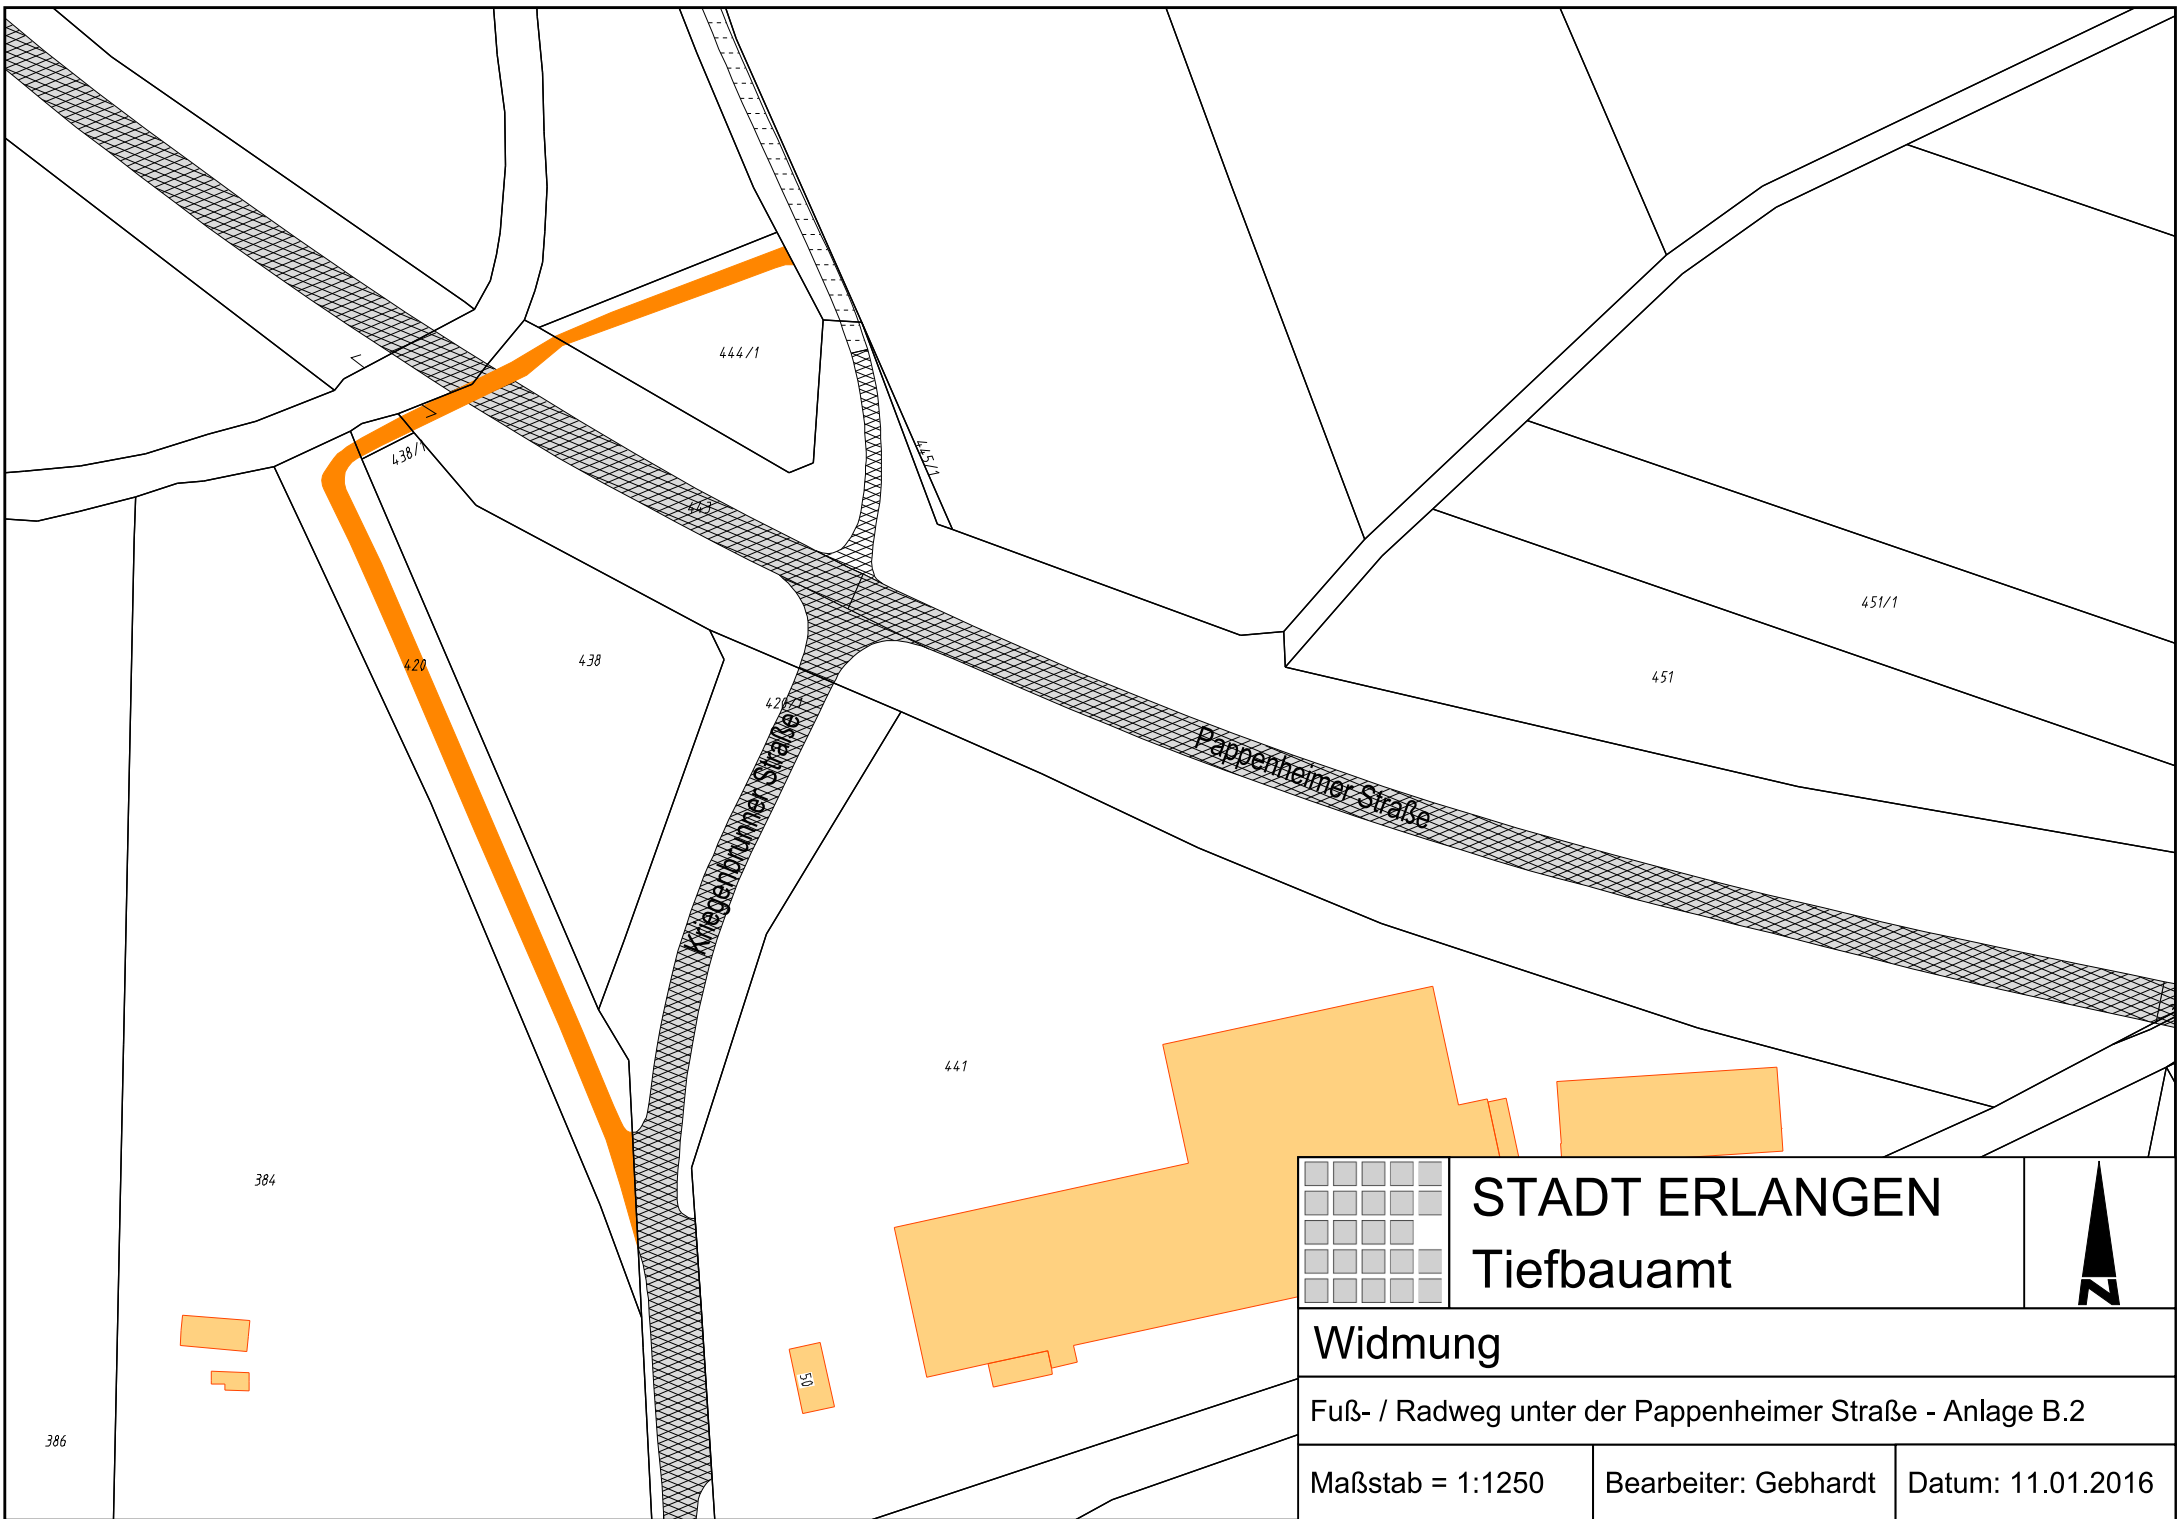 444/1
438/1
445/1
443
451/1
420
438
451
420/1
Kriegenbrunner Straße
Pappenheimer Straße
441
384
50
386
STADT ERLANGEN
Tiefbauamt
N
Widmung
Fuß- / Radweg unter der Pappenheimer Straße - Anlage B.2
Maßstab = 1:1250
Bearbeiter: Gebhardt
Datum: 11.01.2016